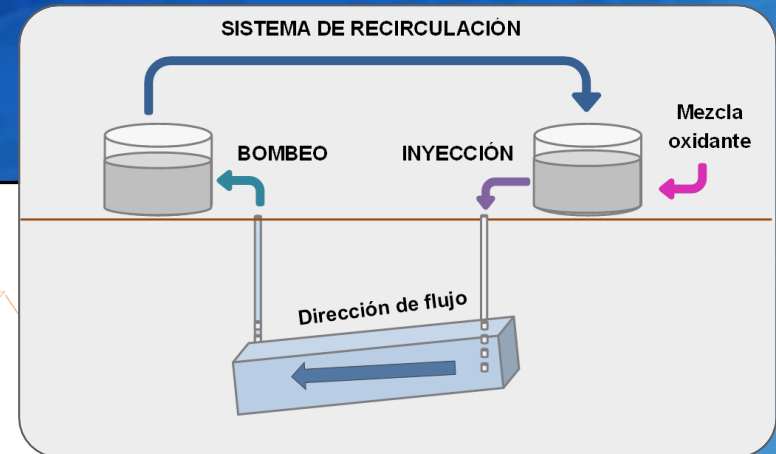 SISTEMA DE RECIRCULACIÓN
Mezcla
oxidante
BOMBEO
INYECCIÓN
Dirección de flujo